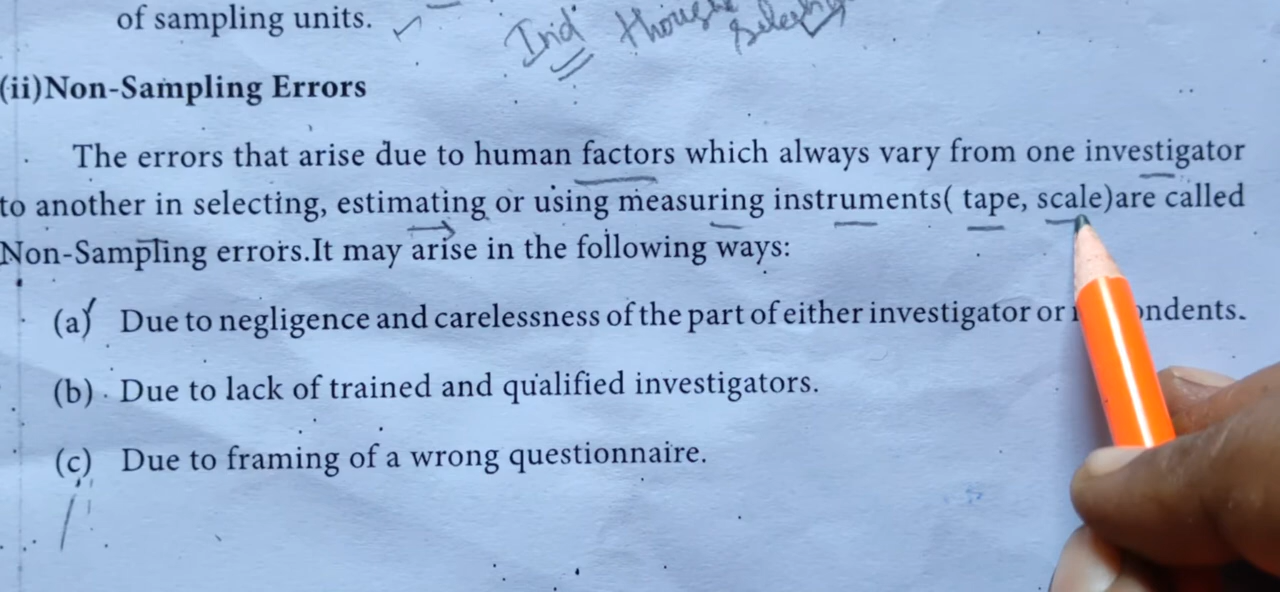 of sampling units.
(ii)Non-Sampling Errors
The errors that arise due to human factors which always vary from one investigator
to another in selecting, estimating or using measuring instruments( tape, scale)are called
Non-Sampling errors.It may arise in the following ways:
(a) Due to negligence and carelessness of the part of either investigator or
(b) Due to lack of trained and qualified investigators.
(c) Due to framing of a wrong questionnaire.